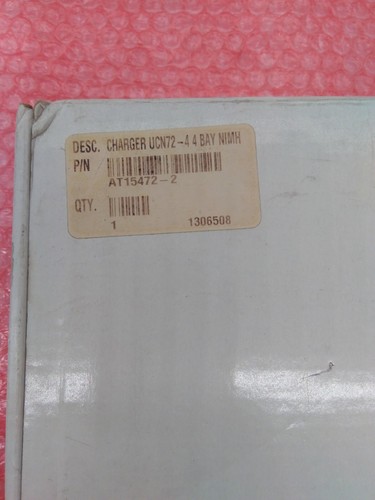 DESC. CHARGER UCN72-4 4 BAY NIMH
P/N
AT15472-2
QTY.
1 1306508